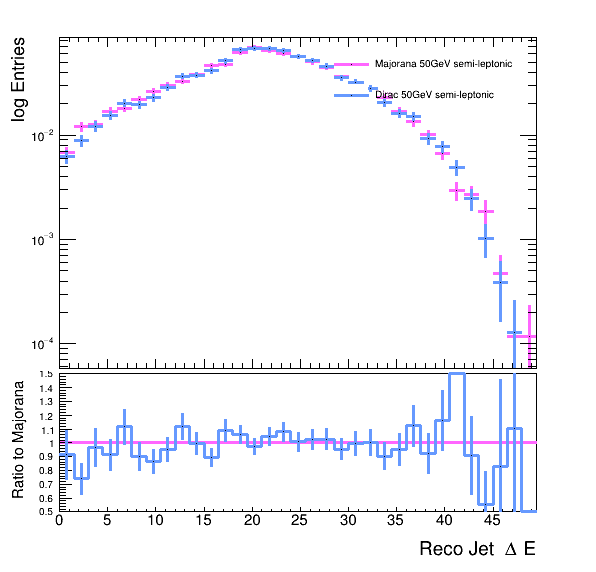 log Entries
Majorana 50GeV semi-leptonic
Dirac 50GeV semi-leptonic
10⁻²
10⁻³
10⁻⁴
Ratio to Majorana
1.5
1.4
1.3
1.2
1.1
1
0.9
0.8
0.7
0.6
0.5
0 5 10 15 20 25 30 35 40 45
Reco Jet Δ E